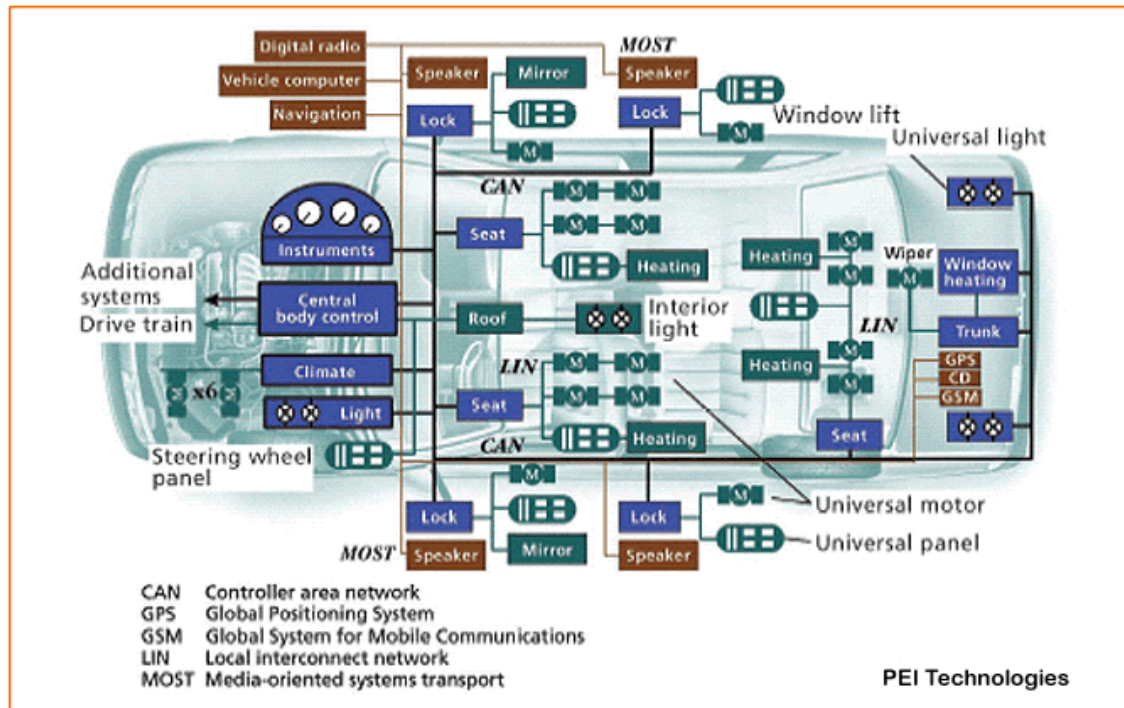 Digital radio
MOST
Speaker
Mirror
Speaker
Vehicle computer
Navigation
Lock
Lock
M
M
Window lift
Universal light
CAN
M
M
Instruments
Seat
M
M
Heating
Heating
M
Wiper
M
M
Window
heating
Additional
systems
Central
body control
Drive train
Roof
Interior
light
LIN
Trunk
Climate
LIN
M
M
Heating
M
GPS
CD
GSM
x6
M
M
Light
Seat
M
M
M
CAN
Heating
Seat
Steering wheel
panel
M
M
Universal motor
Lock
Lock
Universal panel
MOST
Speaker
Mirror
Speaker
CAN Controller area network
GPS Global Positioning System
GSM Global System for Mobile Communications
LIN Local interconnect network
MOST Media-oriented systems transport
PEI Technologies